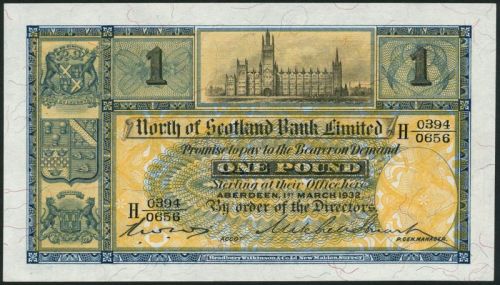 1 1
North of Scotland Bank Limited
H 0394/0656
Promise to pay to the Bearer on Demand
ONE POUND
Sterling at their Office here
ABERDEEN, 1ST MARCH 1932.
H 0394/0656
By order of the Directors.
ACCT. P. GEN. MANAGER.
Bradbury Wilkinson & Co. Ld New Malden, Surrey.